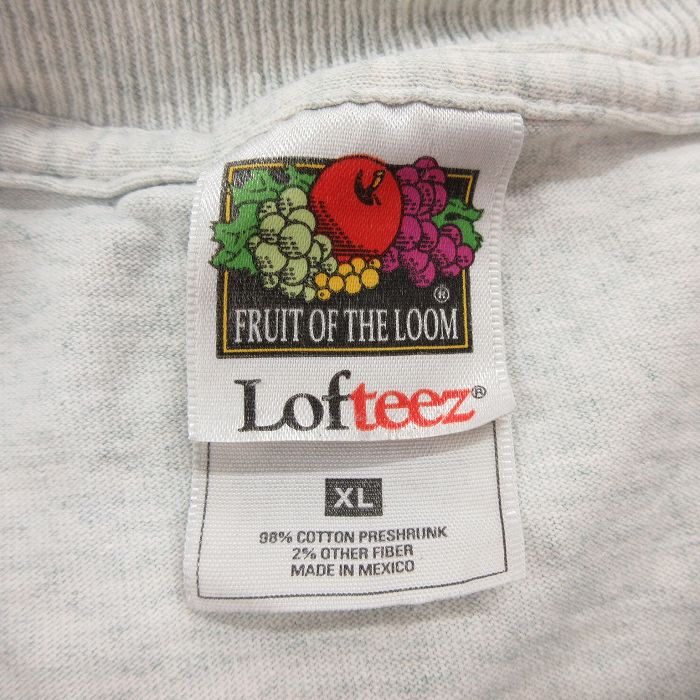 ®
FRUIT OF THE LOOM
Lofteez®
XL
98% COTTON PRESHRUNK
2% OTHER FIBER
MADE IN MEXICO